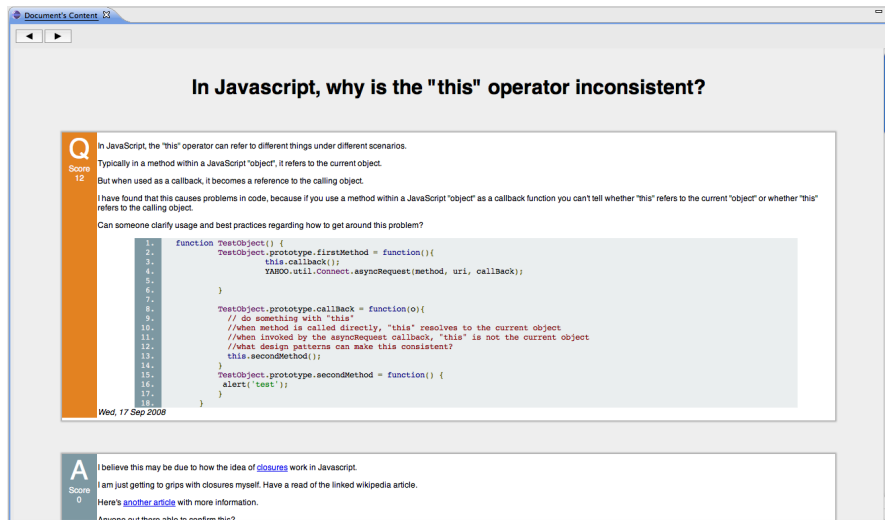 Document's Content
In Javascript, why is the "this" operator inconsistent?
Q
Score
12
In JavaScript, the "this" operator can refer to different things under different scenarios.
Typically in a method within a JavaScript "object", it refers to the current object.
But when used as a callback, it becomes a reference to the calling object.
I have found that this causes problems in code, because if you use a method within a JavaScript "object" as a callback function you can't tell whether "this" refers to the current "object" or whether "this"
refers to the calling object.
Can someone clarify usage and best practices regarding how to get around this problem?
1. function TestObject() {
2. TestObject.prototype.firstMethod = function(){
3. this.callback();
4. YAHOO.util.Connect.asyncRequest(method, uri, callBack);
5.
6. }
7.
8. TestObject.prototype.callBack = function(o){
9. // do something with "this"
10. //when method is called directly, "this" resolves to the current object
11. //when invoked by the asyncRequest callback, "this" is not the current object
12. //what design patterns can make this consistent?
13. this.secondMethod();
14. }
15. TestObject.prototype.secondMethod = function() {
16. alert('test');
17. }
18. }
Wed, 17 Sep 2008
A
Score
0
I believe this may be due to how the idea of closures work in Javascript.
I am just getting to grips with closures myself. Have a read of the linked wikipedia article.
Here's another article with more information.
Anyone out there able to confirm this?